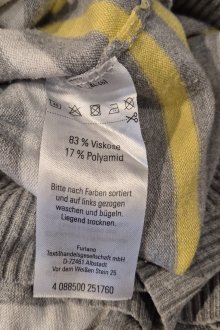 83 % Viskose
17 % Polyamid
Bitte nach Farben sortiert
und auf links gezogen
waschen und bügeln.
Liegend trocknen.
Furiano
Textilhandelsgesellschaft mbH
D-72461 Albstadt
Vor dem Weißen Stein 25
4 088500 251760